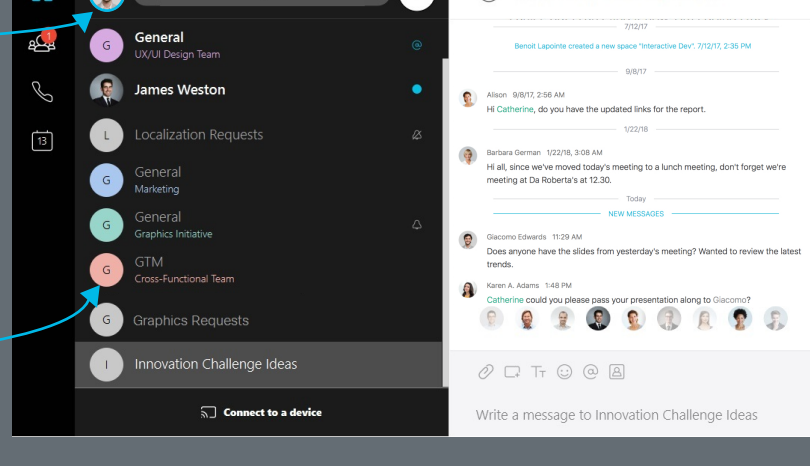 1
13
G
General
UX/UI Design Team
@
James Weston
L
Localization Requests
G
General
Marketing
G
General
Graphics Initiative
G
GTM
Cross-Functional Team
G
Graphics Requests
I
Innovation Challenge Ideas
Connect to a device
7/12/17
Benoit Lapointe created a new space "Interactive Dev". 7/12/17, 2:35 PM
9/8/17
Alison 9/8/17, 2:56 AM
Hi Catherine, do you have the updated links for the report.
1/22/18
Barbara German 1/22/18, 3:08 AM
Hi all, since we've moved today's meeting to a lunch meeting, don't forget we're
meeting at Da Roberta's at 12.30.
Today
NEW MESSAGES
Giacomo Edwards 11:29 AM
Does anyone have the slides from yesterday's meeting? Wanted to review the latest
trends.
Karen A. Adams 1:48 PM
Catherine could you please pass your presentation along to Giacomo?
TT @
Write a message to Innovation Challenge Ideas